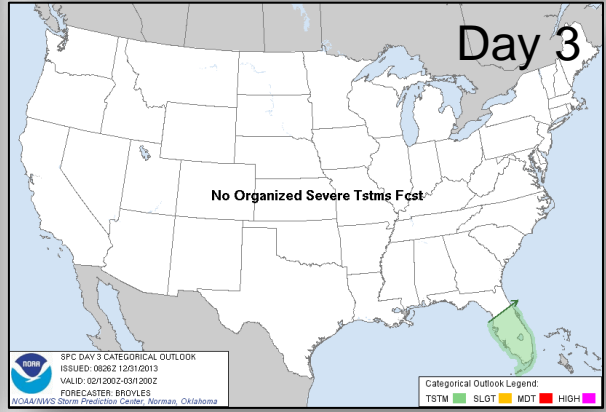 Day 3
No Organized Severe Tstms Fcst
NOAA
SPC DAY 3 CATEGORICAL OUTLOOK
ISSUED: 0826Z 12/31/2013
VALID: 02/1200Z-03/1200Z
FORECASTER: BROYLES
NOAA/NWS Storm Prediction Center, Norman, Oklahoma
Categorical Outlook Legend:
TSTM SLGT MDT HIGH